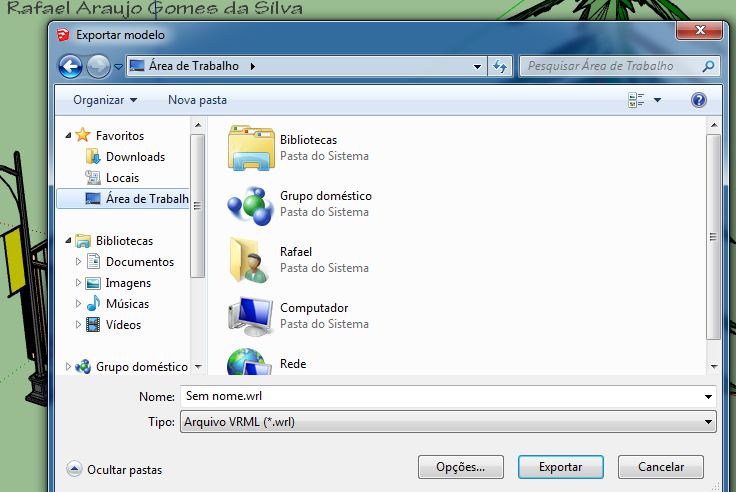 Rafael Araujo Gomes da Silva
Exportar modelo
Área de Trabalho
Pesquisar Área de Trabalho
Organizar
Nova pasta
Favoritos
Downloads
Locais
Área de Trabalh
Bibliotecas
Documentos
Imagens
Músicas
Vídeos
Grupo doméstico
Bibliotecas
Pasta do Sistema
Grupo doméstico
Pasta do Sistema
Rafael
Pasta do Sistema
Computador
Pasta do Sistema
Rede
Nome: Sem nome.wrl
Tipo: Arquivo VRML (*.wrl)
Ocultar pastas
Opções...
Exportar
Cancelar